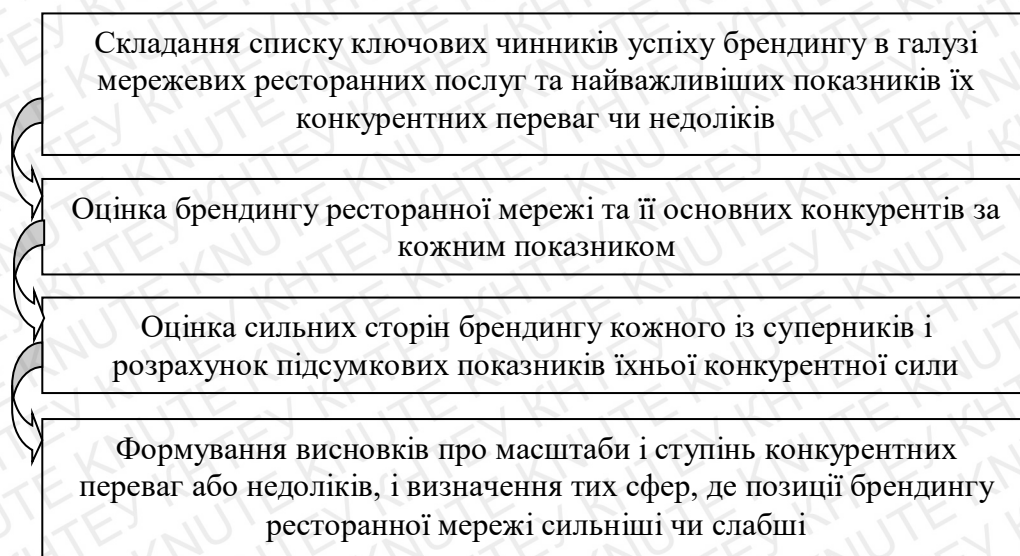 Складання списку ключових чинників успіху брендингу в галузі
мережевих ресторанних послуг та найважливіших показників їх
конкурентних переваг чи недоліків
Оцінка брендингу ресторанної мережі та її основних конкурентів за
кожним показником
Оцінка сильних сторін брендингу кожного із суперників і
розрахунок підсумкових показників їхньої конкурентної сили
Формування висновків про масштаби і ступінь конкурентних
переваг або недоліків, і визначення тих сфер, де позиції брендингу
ресторанної мережі сильніші чи слабші